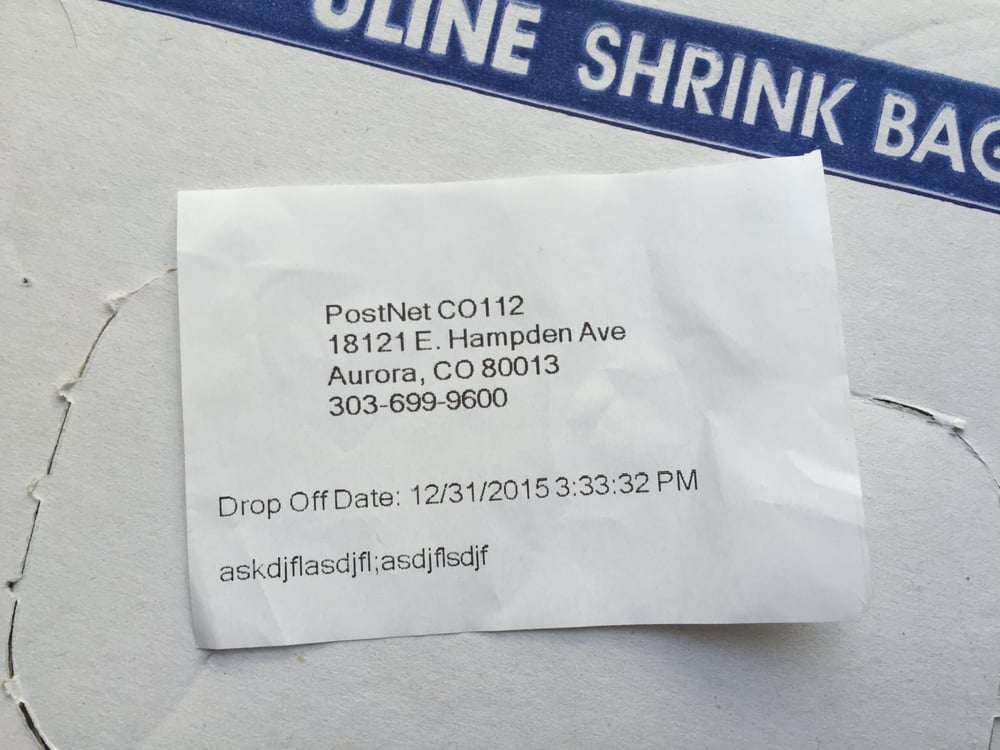 ULINE SHRINK BAG
PostNet CO112
18121 E. Hampden Ave
Aurora, CO 80013
303-699-9600
Drop Off Date: 12/31/2015 3:33:32 PM
askdjflasdjfl;asdjflsdjf